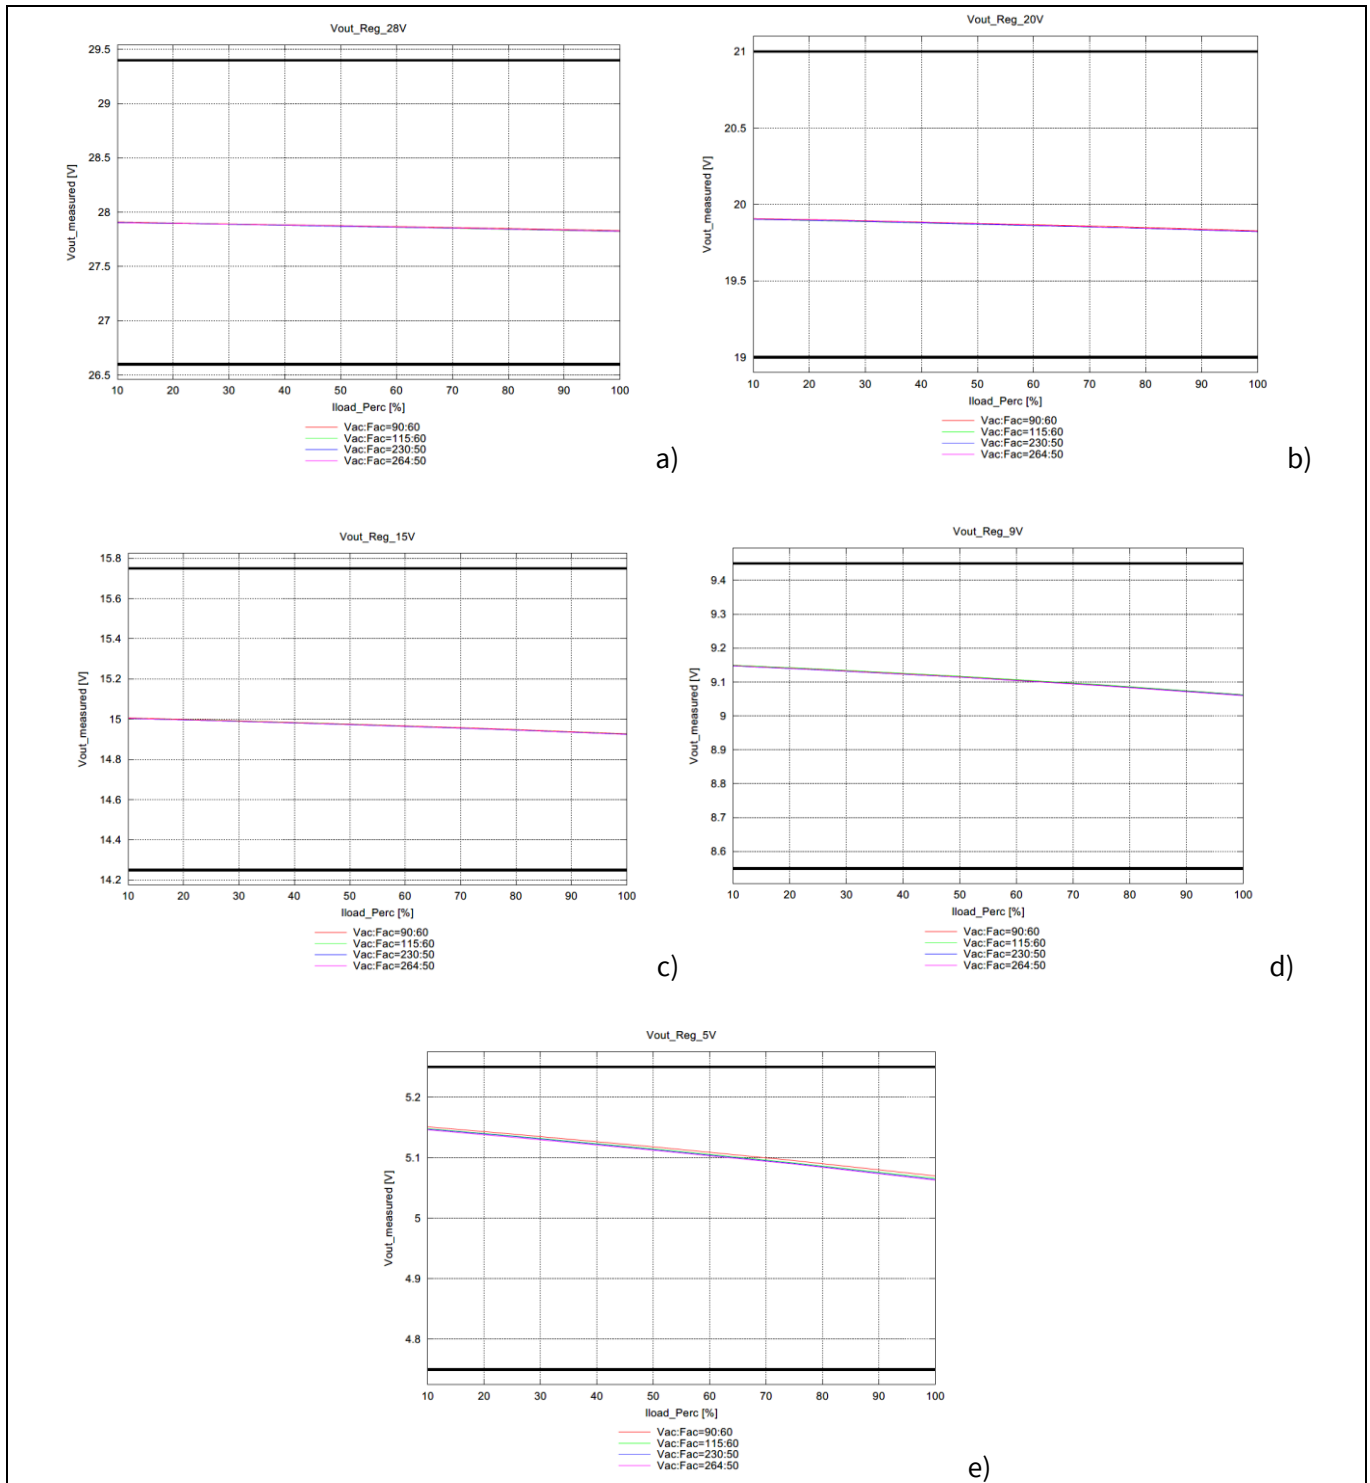 Vout_Reg_28V
29.5
29
28.5
28
27.5
27
26.5
Vout_measured [V]
10 20 30 40 50 60 70 80 90 100
Iload_Perc [%]
Vac:Fac=90:60
Vac:Fac=115:60
Vac:Fac=230:50
Vac:Fac=264:50
a)
Vout_Reg_20V
21
20.5
20
19.5
19
Vout_measured [V]
10 20 30 40 50 60 70 80 90 100
Iload_Perc [%]
Vac:Fac=90:60
Vac:Fac=115:60
Vac:Fac=230:50
Vac:Fac=264:50
b)
Vout_Reg_15V
15.8
15.6
15.4
15.2
15
14.8
14.6
14.4
14.2
Vout_measured [V]
10 20 30 40 50 60 70 80 90 100
Iload_Perc [%]
Vac:Fac=90:60
Vac:Fac=115:60
Vac:Fac=230:50
Vac:Fac=264:50
c)
Vout_Reg_9V
9.4
9.3
9.2
9.1
9
8.9
8.8
8.7
8.6
Vout_measured [V]
10 20 30 40 50 60 70 80 90 100
Iload_Perc [%]
Vac:Fac=90:60
Vac:Fac=115:60
Vac:Fac=230:50
Vac:Fac=264:50
d)
Vout_Reg_5V
5.2
5.1
5
4.9
4.8
Vout_measured [V]
10 20 30 40 50 60 70 80 90 100
Iload_Perc [%]
Vac:Fac=90:60
Vac:Fac=115:60
Vac:Fac=230:50
Vac:Fac=264:50
e)